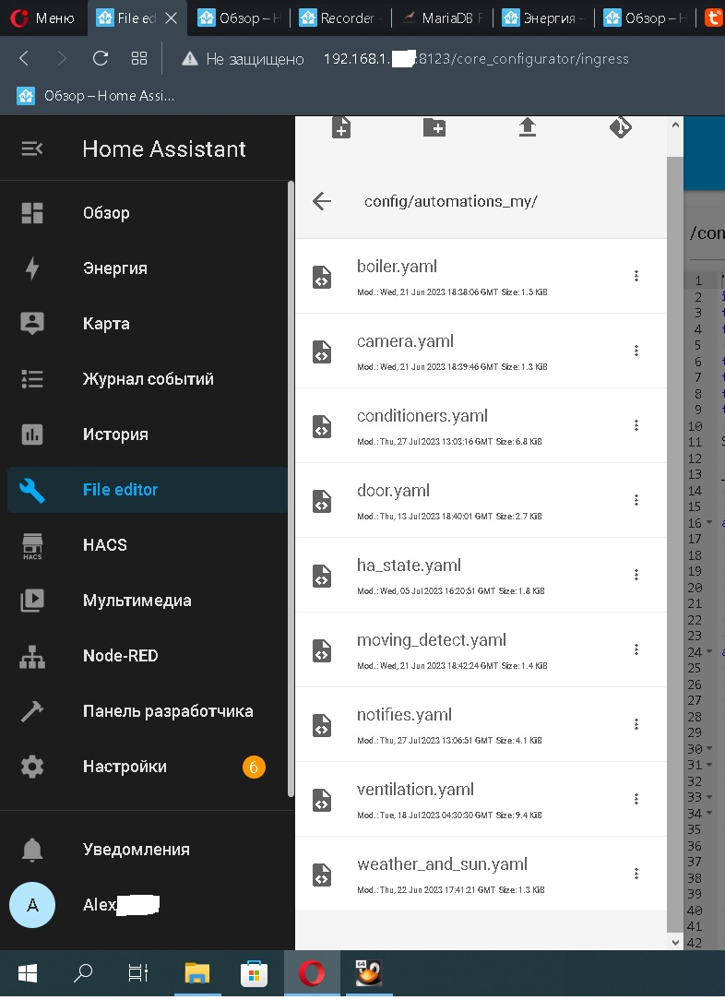 Меню
File ed
Обзор – H
Recorder -
MariaDB F
Энергия –
Обзор – H
Не защищено 192.168.1. :8123/core_configurator/ingress
Обзор – Home Assi...
Home Assistant
Обзор
Энергия
Карта
Журнал событий
История
File editor
HACS
HACS
Мультимедиа
Node-RED
Панель разработчика
Настройки 6
Уведомления
A Alex
config/automations_my/
boiler.yaml
Mod.: Wed, 21 Jun 2023 18:38:06 GMT Size: 1.5 KiB
camera.yaml
Mod.: Wed, 21 Jun 2023 18:39:46 GMT Size: 1.3 KiB
conditioners.yaml
Mod.: Thu, 27 Jul 2023 13:03:16 GMT Size: 6.8 KiB
door.yaml
Mod.: Thu, 13 Jul 2023 18:40:01 GMT Size: 2.7 KiB
ha_state.yaml
Mod.: Wed, 05 Jul 2023 16:20:51 GMT Size: 1.8 KiB
moving_detect.yaml
Mod.: Wed, 21 Jun 2023 18:42:24 GMT Size: 1.4 KiB
notifies.yaml
Mod.: Thu, 27 Jul 2023 13:06:51 GMT Size: 4.1 KiB
ventilation.yaml
Mod.: Tue, 18 Jul 2023 04:30:30 GMT Size: 9.4 KiB
weather_and_sun.yaml
Mod.: Thu, 22 Jun 2023 17:41:21 GMT Size: 1.3 KiB
/con
1
2
3
4
5
6
7
8
9
10
11
12
13
14
15
16
17
18
19
20
21
22
23
24
25
26
27
28
29
30
31
32
33
34
35
36
37
38
39
40
41
42
64